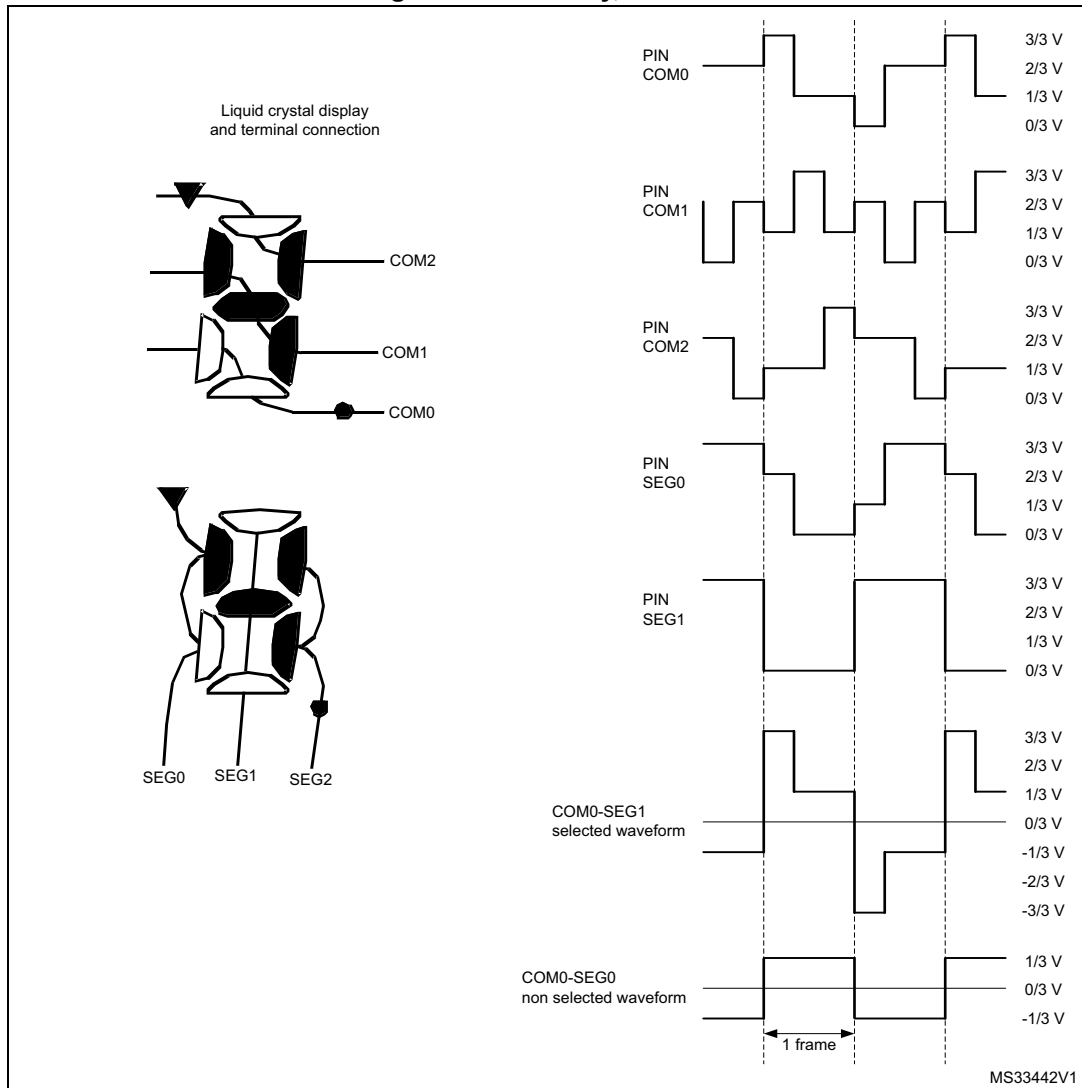 Liquid crystal display
and terminal connection
COM2
COM1
COM0
SEG0
SEG1
SEG2
PIN
COM0
3/3 V
2/3 V
1/3 V
0/3 V
PIN
COM1
3/3 V
2/3 V
1/3 V
0/3 V
PIN
COM2
3/3 V
2/3 V
1/3 V
0/3 V
PIN
SEG0
3/3 V
2/3 V
1/3 V
0/3 V
PIN
SEG1
3/3 V
2/3 V
1/3 V
0/3 V
COM0-SEG1
selected waveform
3/3 V
2/3 V
1/3 V
0/3 V
-1/3 V
-2/3 V
-3/3 V
COM0-SEG0
non selected waveform
1/3 V
0/3 V
-1/3 V
1 frame
MS33442V1